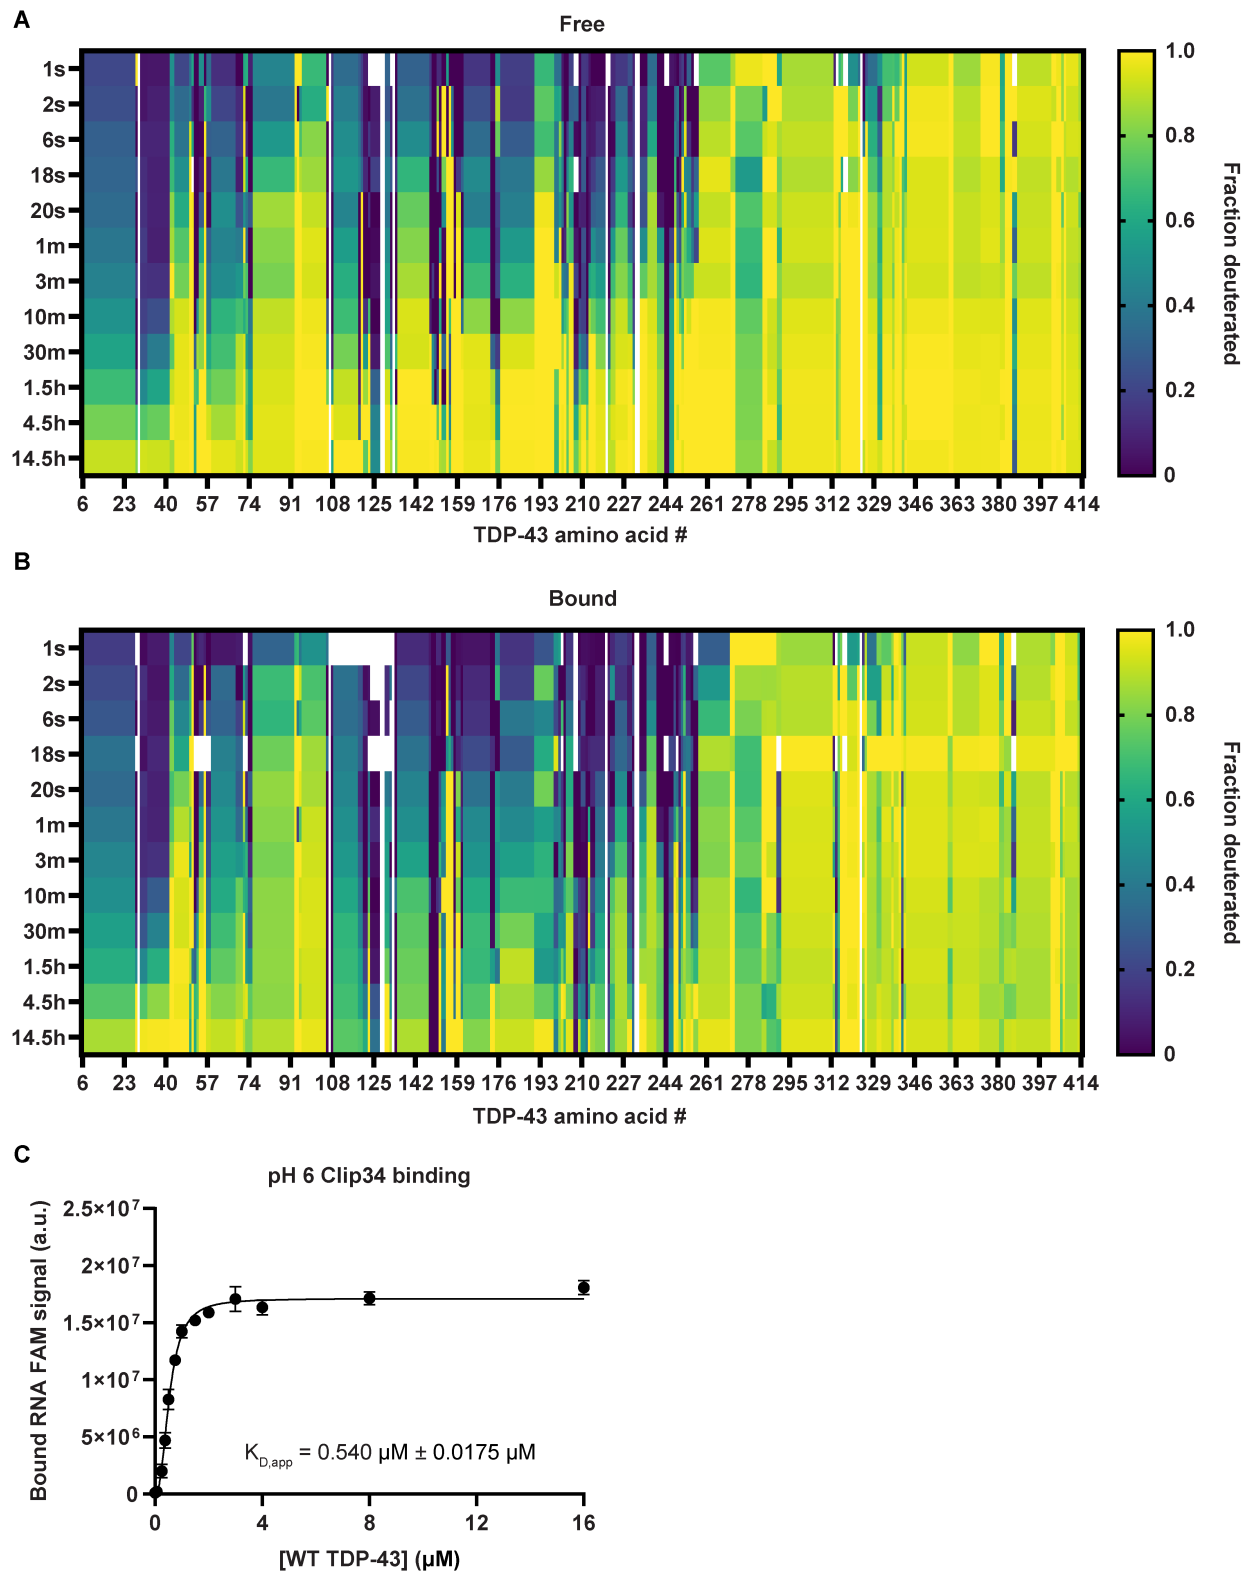 A
Free
1s
2s
6s
18s
20s
1m
3m
10m
30m
1.5h
4.5h
14.5h
6 23 40 57 74 91 108 125 142 159 176 193 210 227 244 261 278 295 312 329 346 363 380 397 414
TDP-43 amino acid #
1.0
0.8
0.6
0.4
0.2
0
Fraction deuterated
B
Bound
1s
2s
6s
18s
20s
1m
3m
10m
30m
1.5h
4.5h
14.5h
6 23 40 57 74 91 108 125 142 159 176 193 210 227 244 261 278 295 312 329 346 363 380 397 414
TDP-43 amino acid #
1.0
0.8
0.6
0.4
0.2
0
Fraction deuterated
C
pH 6 Clip34 binding
Bound RNA FAM signal (a.u.)
2.5×10⁷
2×10⁷
1.5×10⁷
1×10⁷
5×10⁶
0
K_D,app = 0.540 µM ± 0.0175 µM
0 4 8 12 16
[WT TDP-43] (µM)